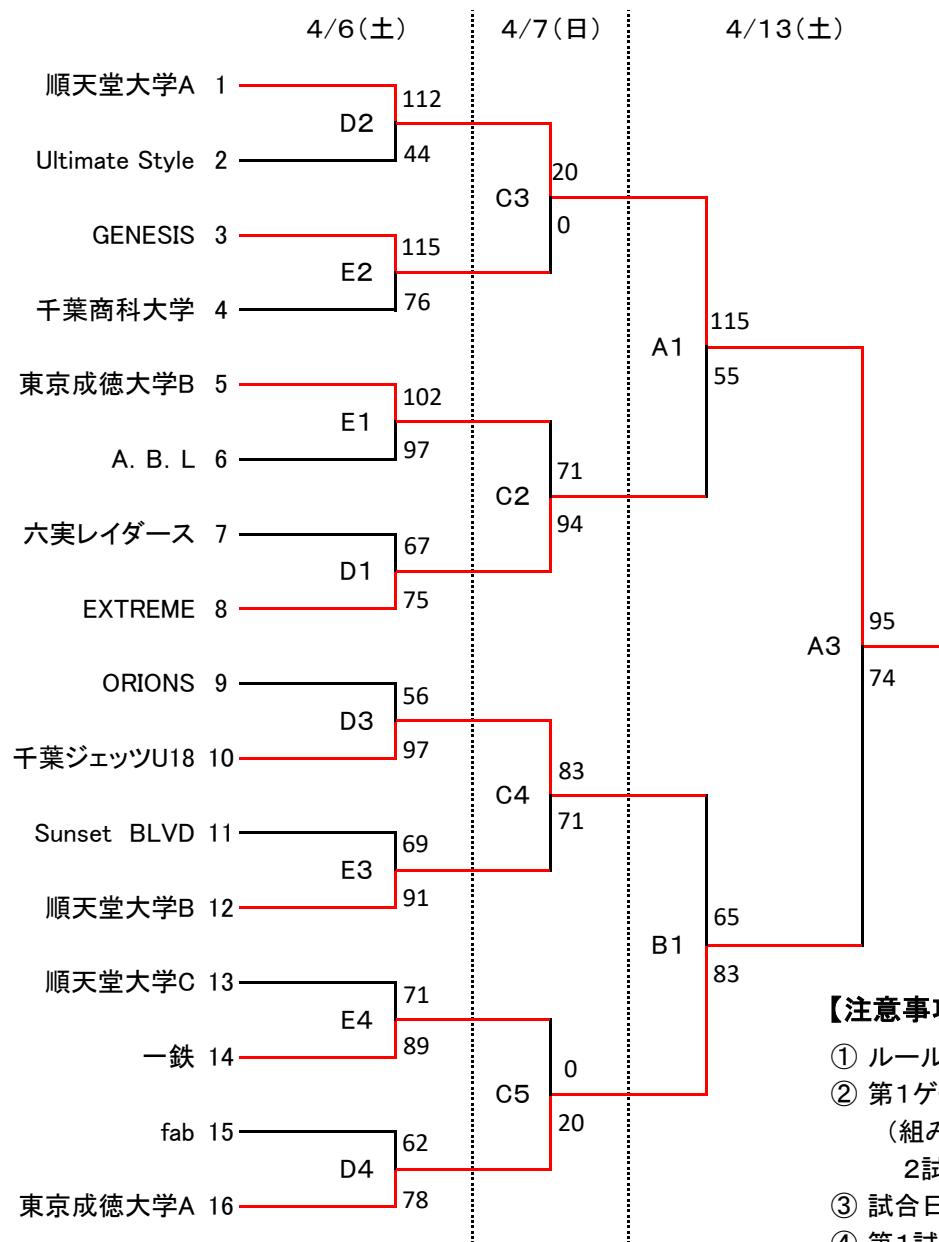 4/6(土) 4/7(日) 4/13(土)
順天堂大学A 1
112
D2
44
Ultimate Style 2
20
C3
0
GENESIS 3
115
E2
76
千葉商科大学 4
115
A1
55
東京成徳大学B 5
102
E1
97
A. B. L 6
71
C2
94
六実レイダース 7
67
D1
75
EXTREME 8
95
A3
74
ORIONS 9
56
D3
97
千葉ジェッツU18 10
83
C4
71
Sunset BLVD 11
69
E3
91
順天堂大学B 12
65
B1
83
順天堂大学C 13
71
E4
89
一鉄 14
0
C5
20
fab 15
62
D4
78
東京成徳大学A 16
【注意事
① ルール
② 第1ゲ
(組み
2試
③ 試合日
④ 第1試